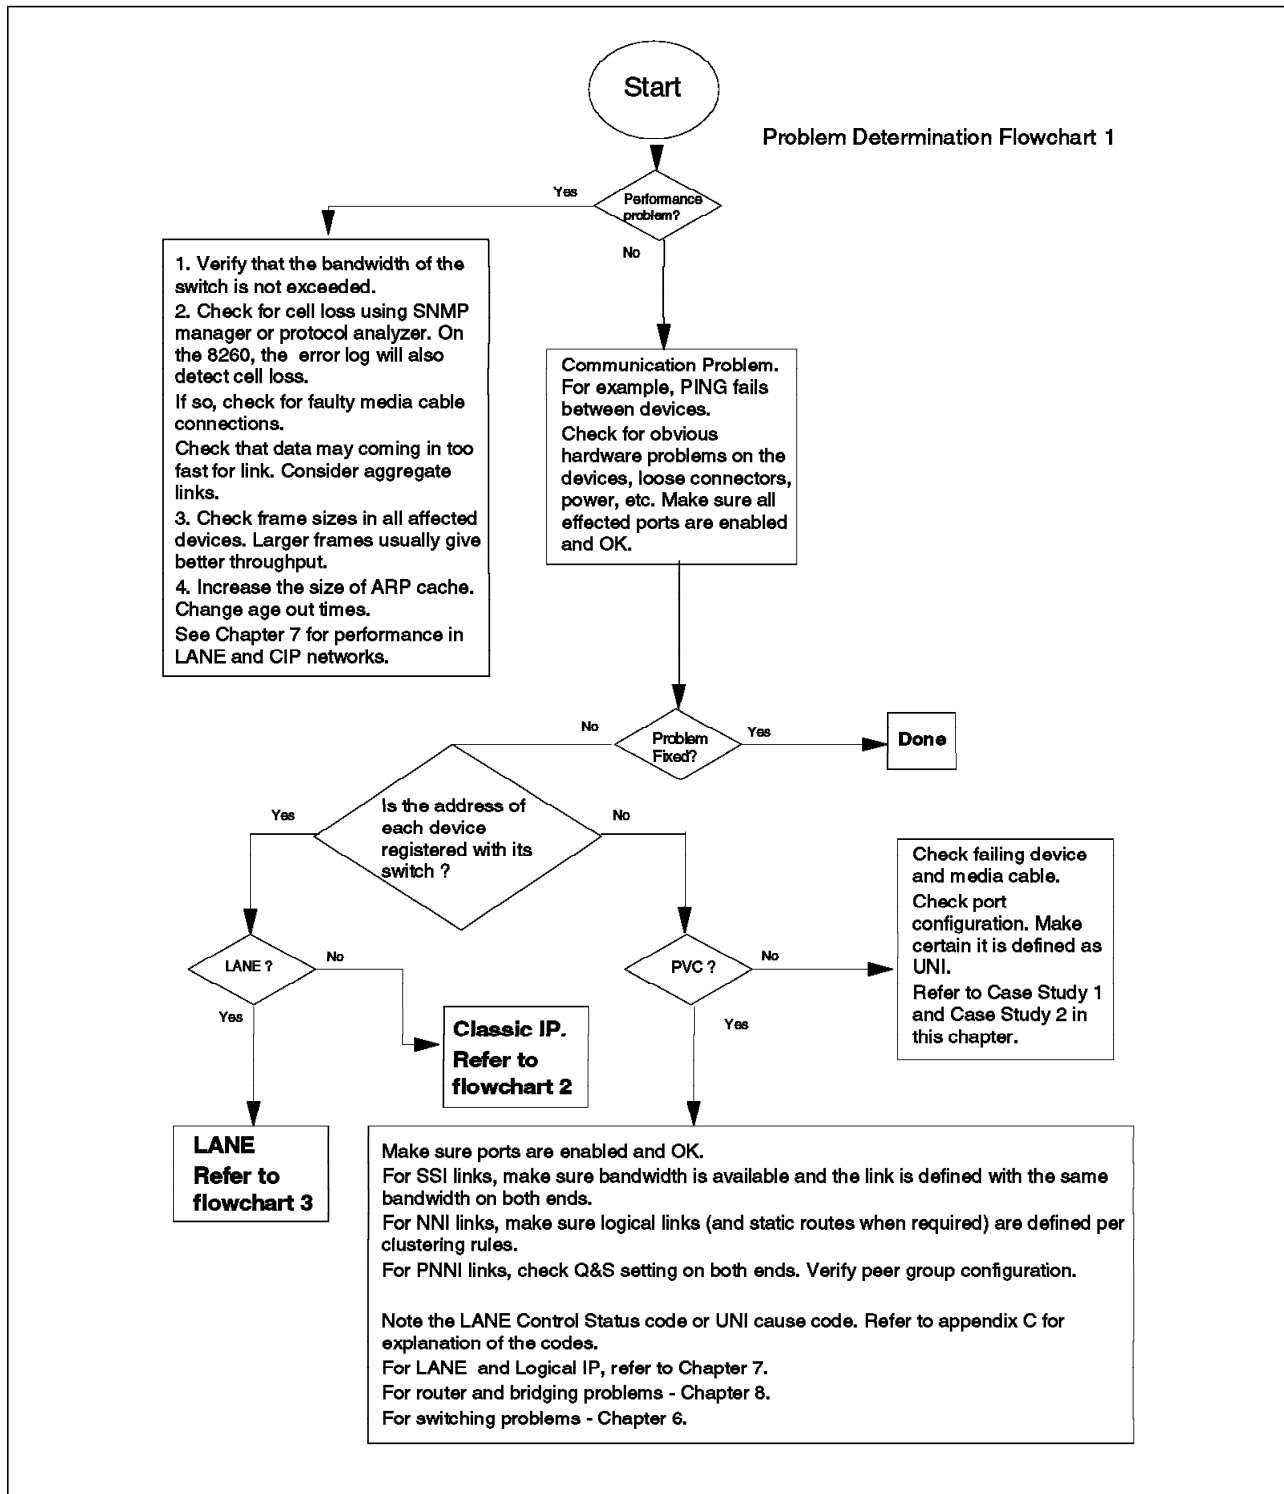 Start
Problem Determination Flowchart 1
Yes
Performance
problem?
No
1. Verify that the bandwidth of the
switch is not exceeded.
2. Check for cell loss using SNMP
manager or protocol analyzer. On
the 8260, the error log will also
detect cell loss.
If so, check for faulty media cable
connections.
Check that data may coming in too
fast for link. Consider aggregate
links.
3. Check frame sizes in all affected
devices. Larger frames usually give
better throughput.
4. Increase the size of ARP cache.
Change age out times.
See Chapter 7 for performance in
LANE and CIP networks.
Communication Problem.
For example, PING fails
between devices.
Check for obvious
hardware problems on the
devices, loose connectors,
power, etc. Make sure all
effected ports are enabled
and OK.
No
Problem
Fixed?
Yes
Done
Yes
Is the address of
each device
registered with its
switch ?
No
Check failing device
and media cable.
Check port
configuration. Make
certain it is defined as
UNI.
Refer to Case Study 1
and Case Study 2 in
this chapter.
LANE ?
No
PVC ?
No
Yes
Yes
Classic IP.
Refer to
flowchart 2
LANE
Refer to
flowchart 3
Make sure ports are enabled and OK.
For SSI links, make sure bandwidth is available and the link is defined with the same
bandwidth on both ends.
For NNI links, make sure logical links (and static routes when required) are defined per
clustering rules.
For PNNI links, check Q&S setting on both ends. Verify peer group configuration.
Note the LANE Control Status code or UNI cause code. Refer to appendix C for
explanation of the codes.
For LANE and Logical IP, refer to Chapter 7.
For router and bridging problems - Chapter 8.
For switching problems - Chapter 6.